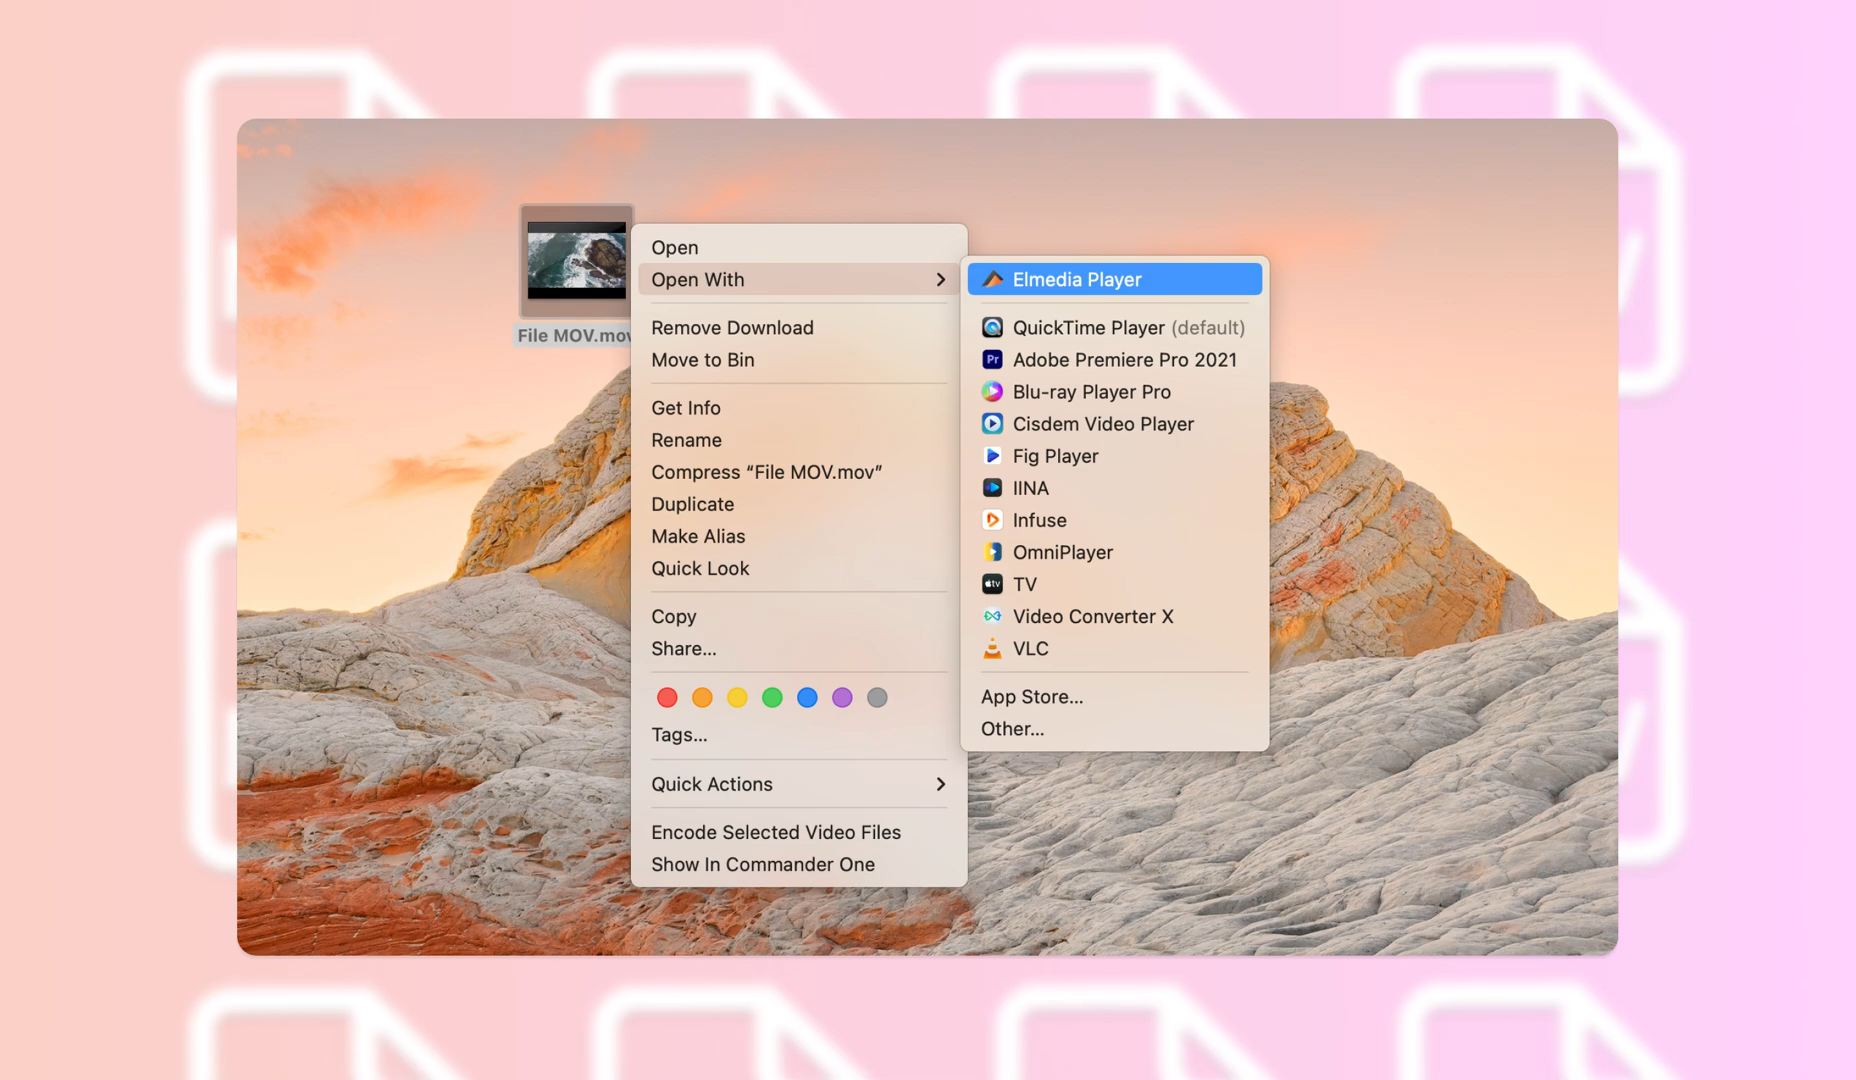 File MOV.mov
Open
Open With
Remove Download
Move to Bin
Get Info
Rename
Compress “File MOV.mov”
Duplicate
Make Alias
Quick Look
Copy
Share...
Tags...
Quick Actions
Encode Selected Video Files
Show In Commander One
Elmedia Player
QuickTime Player (default)
Pr Adobe Premiere Pro 2021
Blu-ray Player Pro
Cisdem Video Player
Fig Player
IINA
Infuse
OmniPlayer
tv TV
Video Converter X
VLC
App Store...
Other...